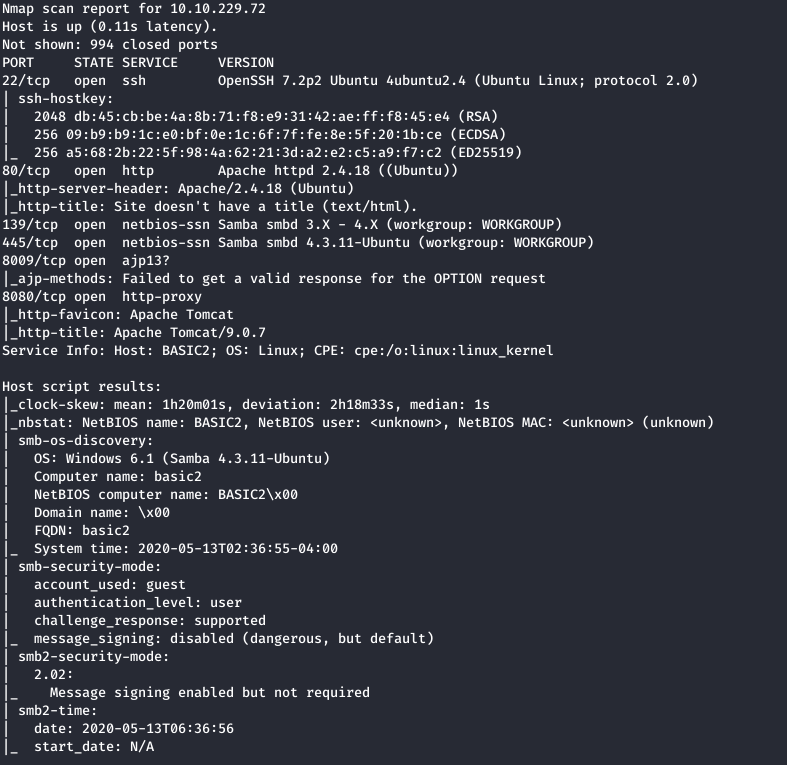 Nmap scan report for 10.10.229.72
Host is up (0.11s latency).
Not shown: 994 closed ports
PORT     STATE SERVICE     VERSION
22/tcp   open  ssh         OpenSSH 7.2p2 Ubuntu 4ubuntu2.4 (Ubuntu Linux; protocol 2.0)
| ssh-hostkey:
|   2048 db:45:cb:be:4a:8b:71:f8:e9:31:42:ae:ff:f8:45:e4 (RSA)
|   256 09:b9:b9:1c:e0:bf:0e:1c:6f:7f:fe:8e:5f:20:1b:ce (ECDSA)
|_  256 a5:68:2b:22:5f:98:4a:62:21:3d:a2:e2:c5:a9:f7:c2 (ED25519)
80/tcp   open  http        Apache httpd 2.4.18 ((Ubuntu))
|_http-server-header: Apache/2.4.18 (Ubuntu)
|_http-title: Site doesn't have a title (text/html).
139/tcp  open  netbios-ssn Samba smbd 3.X - 4.X (workgroup: WORKGROUP)
445/tcp  open  netbios-ssn Samba smbd 4.3.11-Ubuntu (workgroup: WORKGROUP)
8009/tcp open  ajp13?
|_ajp-methods: Failed to get a valid response for the OPTION request
8080/tcp open  http-proxy
|_http-favicon: Apache Tomcat
|_http-title: Apache Tomcat/9.0.7
Service Info: Host: BASIC2; OS: Linux; CPE: cpe:/o:linux:linux_kernel

Host script results:
|_clock-skew: mean: 1h20m01s, deviation: 2h18m33s, median: 1s
|_nbstat: NetBIOS name: BASIC2, NetBIOS user: <unknown>, NetBIOS MAC: <unknown> (unknown)
| smb-os-discovery:
|   OS: Windows 6.1 (Samba 4.3.11-Ubuntu)
|   Computer name: basic2
|   NetBIOS computer name: BASIC2\x00
|   Domain name: \x00
|   FQDN: basic2
|_  System time: 2020-05-13T02:36:55-04:00
| smb-security-mode:
|   account_used: guest
|   authentication_level: user
|   challenge_response: supported
|_  message_signing: disabled (dangerous, but default)
| smb2-security-mode:
|   2.02:
|_    Message signing enabled but not required
| smb2-time:
|   date: 2020-05-13T06:36:56
|_  start_date: N/A